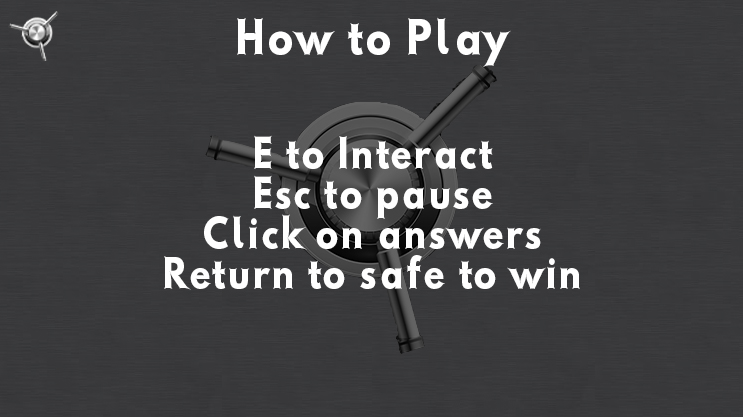 How to Play
E to Interact
Esc to pause
Click on answers
Return to safe to win